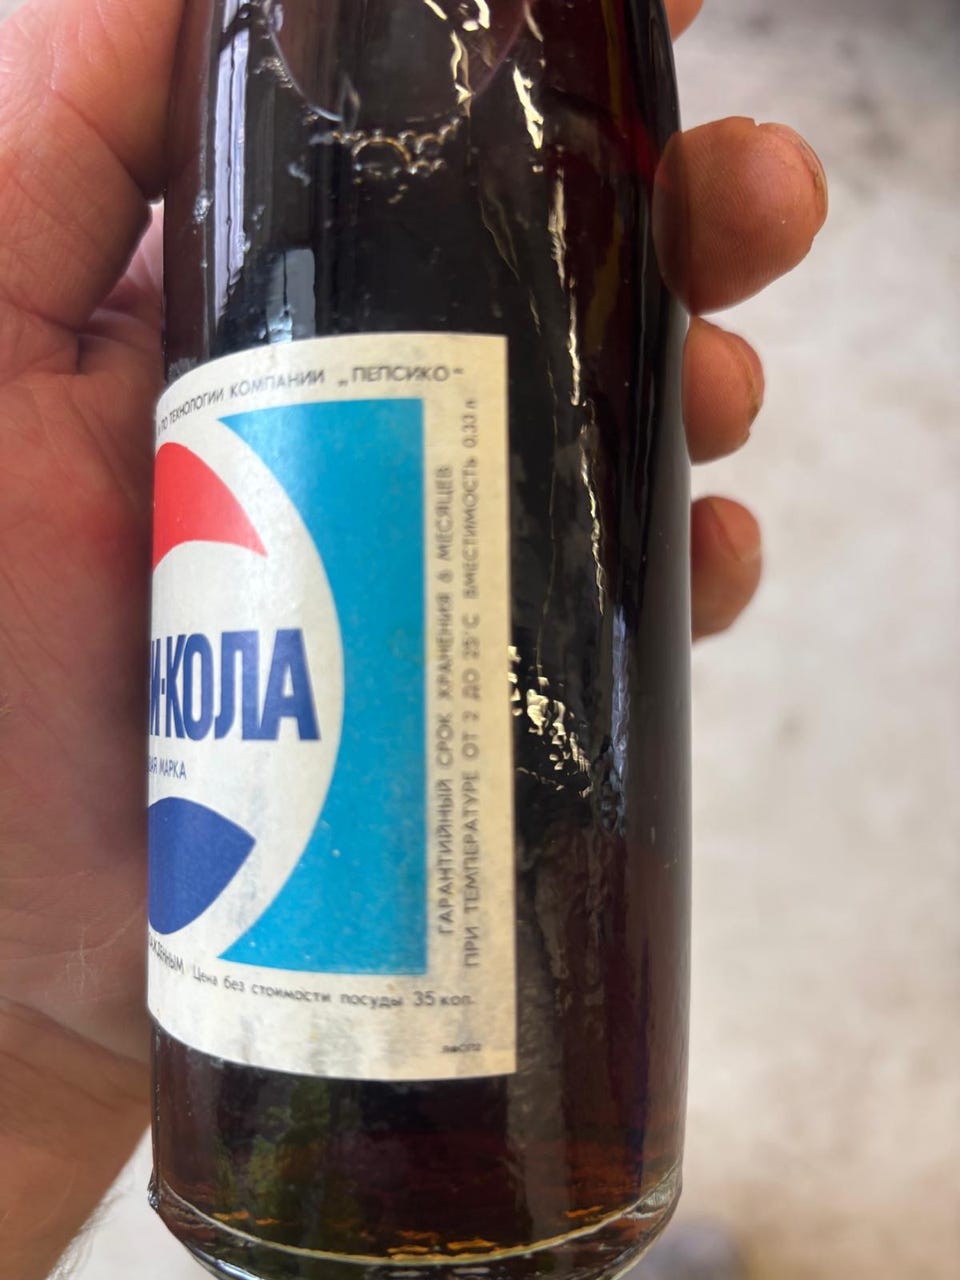 ПО ТЕХНОЛОГИИ КОМПАНИИ „ПЕПСИКО“
И-КОЛА
МАРКА
Цена без стоимости посуды 35 коп.
ГАРАНТИЙНЫЙ СРОК ХРАНЕНИЯ 6 МЕСЯЦЕВ
ПРИ ТЕМПЕРАТУРЕ ОТ 2 ДО 25°С ВМЕСТИМОСТЬ 0,33 л